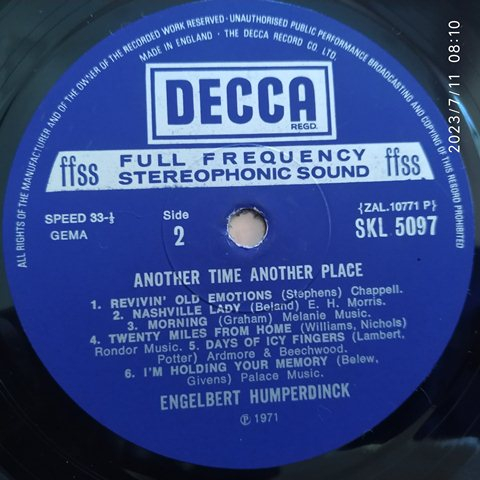 ALL RIGHTS OF THE MANUFACTURER AND OF THE OWNER OF THE RECORDED WORK RESERVED · UNAUTHORISED PUBLIC PERFORMANCE BROADCASTING AND COPYING OF THIS RECORD PROHIBITED
MADE IN ENGLAND · THE DECCA RECORD CO. LTD.
2023/7/11 08:10
DECCA
REGD.
ffss FULL FREQUENCY ffss
STEREOPHONIC SOUND
SPEED 33-⅓ Side {ZAL.10771 P}
GEMA 2 SKL 5097
ANOTHER TIME ANOTHER PLACE
1. REVIVIN' OLD EMOTIONS (Stephens) Chappell.
2. NASHVILLE LADY (Beland) E. H. Morris.
3. MORNING (Graham) Melanie Music.
4. TWENTY MILES FROM HOME (Williams, Nichols)
Rondor Music. 5. DAYS OF ICY FINGERS (Lambert,
Potter) Ardmore & Beechwood.
6. I'M HOLDING YOUR MEMORY (Belew,
Givens) Palace Music.
ENGELBERT HUMPERDINCK
℗ 1971